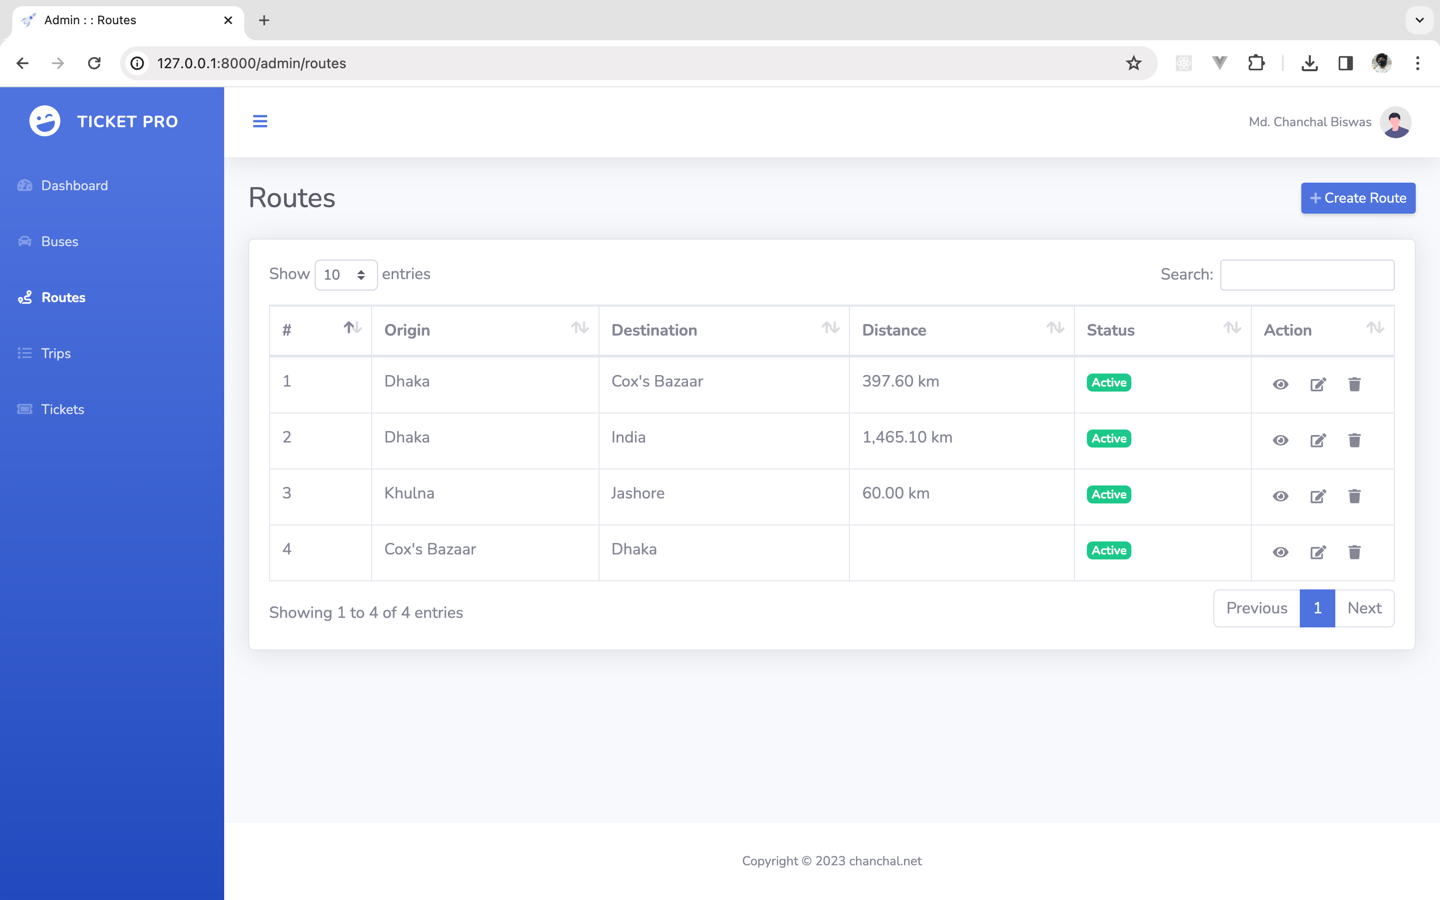 Admin : : Routes
127.0.0.1:8000/admin/routes
TICKET PRO
Md. Chanchal Biswas
Dashboard
Buses
Routes
Trips
Tickets
Routes
+ Create Route
Show 10 entries
Search:
# Origin Destination Distance Status Action
1 Dhaka Cox's Bazaar 397.60 km Active
2 Dhaka India 1,465.10 km Active
3 Khulna Jashore 60.00 km Active
4 Cox's Bazaar Dhaka Active
Showing 1 to 4 of 4 entries
Previous 1 Next
Copyright © 2023 chanchal.net